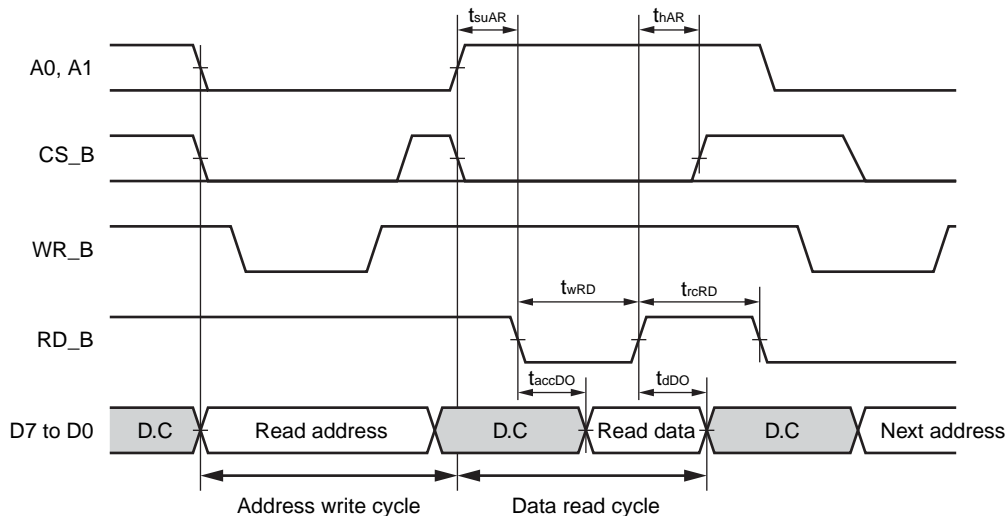 tsuAR thAR
A0, A1
CS_B
WR_B
twRD trcRD
RD_B
taccDO tdDO
D7 to D0 D.C Read address D.C Read data D.C Next address
Address write cycle Data read cycle